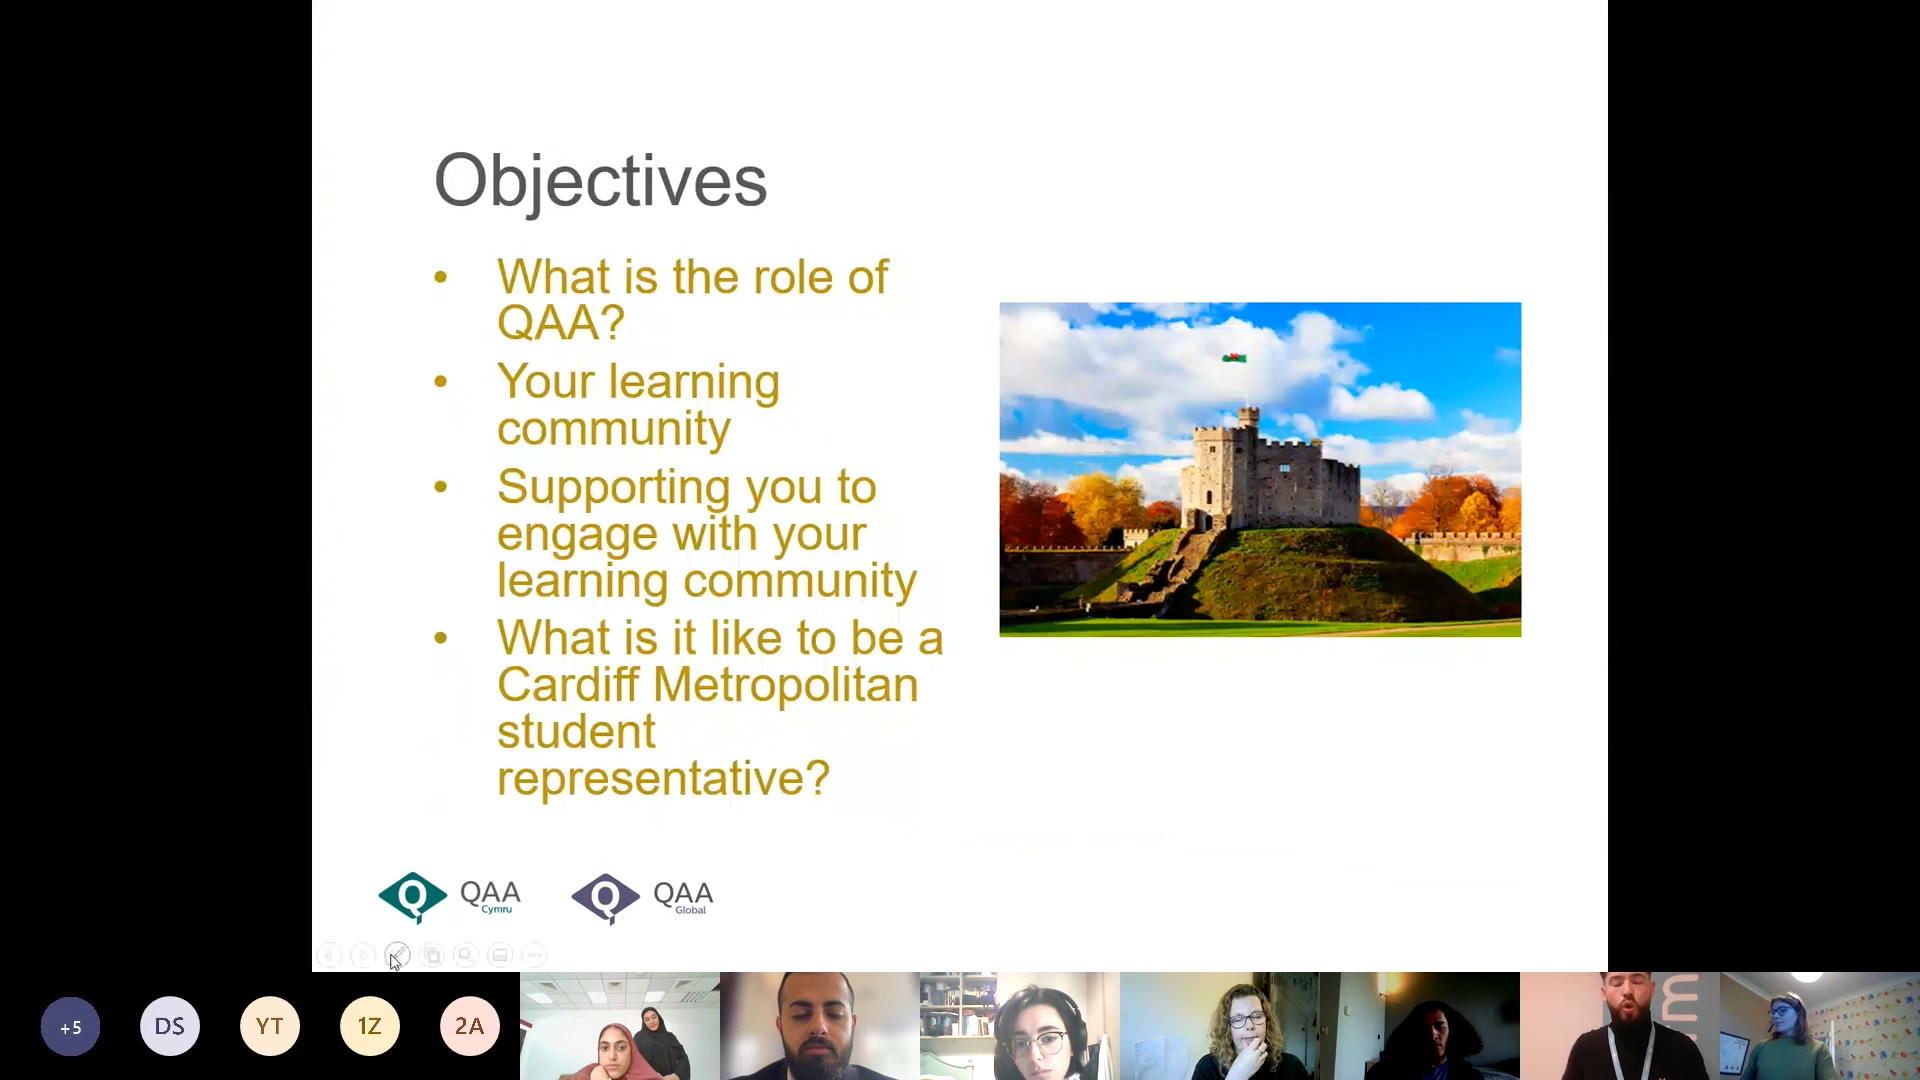 Objectives
• What is the role of
QAA?
• Your learning
community
• Supporting you to
engage with your
learning community
• What is it like to be a
Cardiff Metropolitan
student
representative?
Q QAA
Cymru
Q QAA
Global
+5
DS
YT
1Z
2A